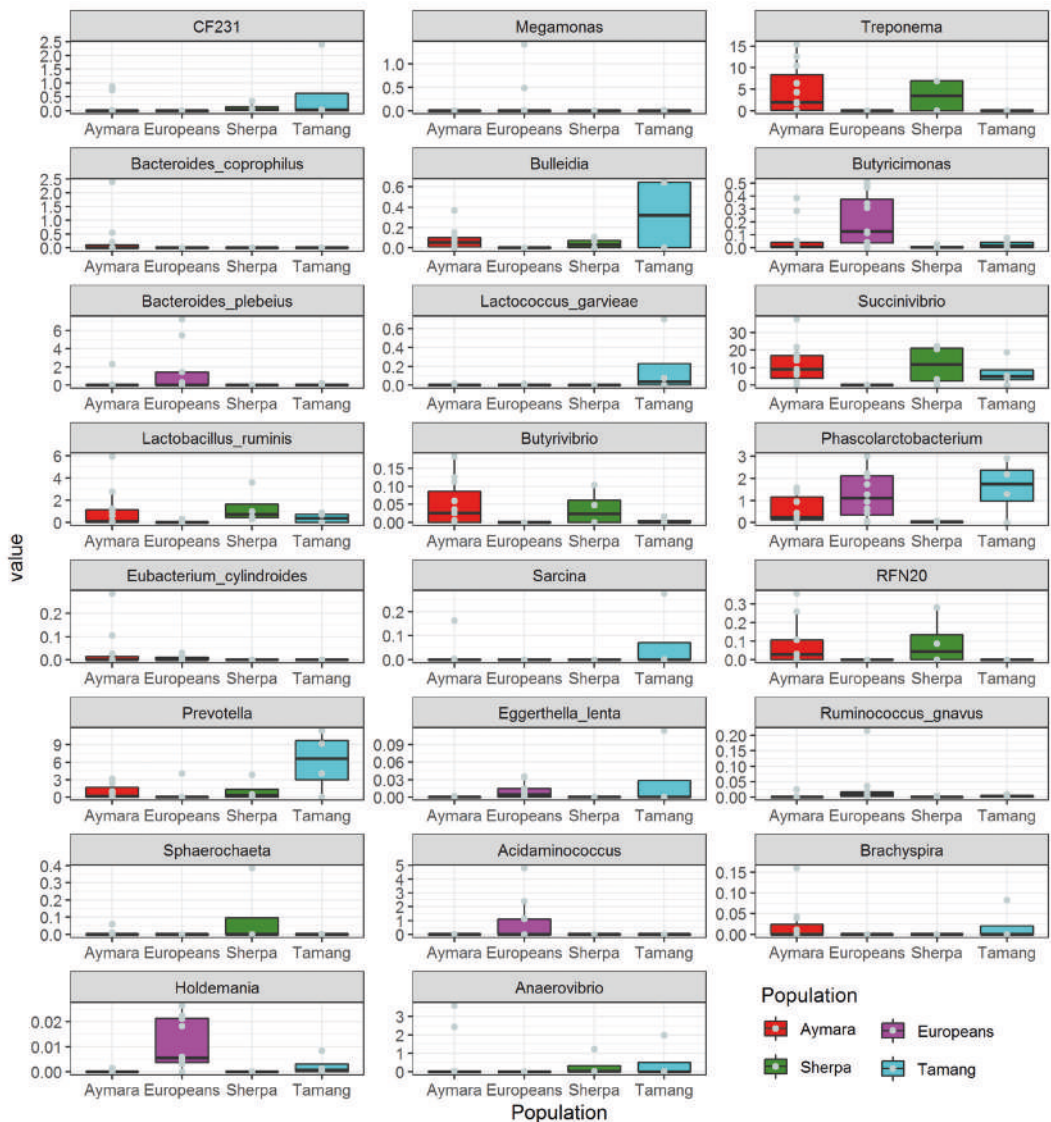 CF231 Megamonas Treponema
2.5 2.0 1.5 1.0 0.5 0.0
1.0 0.5 0.0
15 10 5 0
Aymara Europeans Sherpa Tamang Aymara Europeans Sherpa Tamang Aymara Europeans Sherpa Tamang
Bacteroides_coprophilus Bulleidia Butyricimonas
2.5 2.0 1.5 1.0 0.5 0.0
0.6 0.4 0.2 0.0
0.5 0.4 0.3 0.2 0.1 0.0
Aymara Europeans Sherpa Tamang Aymara Europeans Sherpa Tamang Aymara Europeans Sherpa Tamang
Bacteroides_plebeius Lactococcus_garvieae Succinivibrio
6 4 2 0
0.6 0.4 0.2 0.0
30 20 10 0
Aymara Europeans Sherpa Tamang Aymara Europeans Sherpa Tamang Aymara Europeans Sherpa Tamang
Lactobacillus_ruminis Butyrivibrio Phascolarctobacterium
6 4 2 0
0.15 0.10 0.05 0.00
3 2 1 0
Aymara Europeans Sherpa Tamang Aymara Europeans Sherpa Tamang Aymara Europeans Sherpa Tamang
value
Eubacterium_cylindroides Sarcina RFN20
0.2 0.1 0.0
0.2 0.1 0.0
0.3 0.2 0.1 0.0
Aymara Europeans Sherpa Tamang Aymara Europeans Sherpa Tamang Aymara Europeans Sherpa Tamang
Prevotella Eggerthella_lenta Ruminococcus_gnavus
9 6 3 0
0.09 0.06 0.03 0.00
0.20 0.15 0.10 0.05 0.00
Aymara Europeans Sherpa Tamang Aymara Europeans Sherpa Tamang Aymara Europeans Sherpa Tamang
Sphaerochaeta Acidaminococcus Brachyspira
0.4 0.3 0.2 0.1 0.0
5 4 3 2 1 0
0.15 0.10 0.05 0.00
Aymara Europeans Sherpa Tamang Aymara Europeans Sherpa Tamang Aymara Europeans Sherpa Tamang
Holdemania Anaerovibrio
0.02 0.01 0.00
3 2 1 0
Aymara Europeans Sherpa Tamang Aymara Europeans Sherpa Tamang
Population
Population
Aymara Europeans
Sherpa Tamang